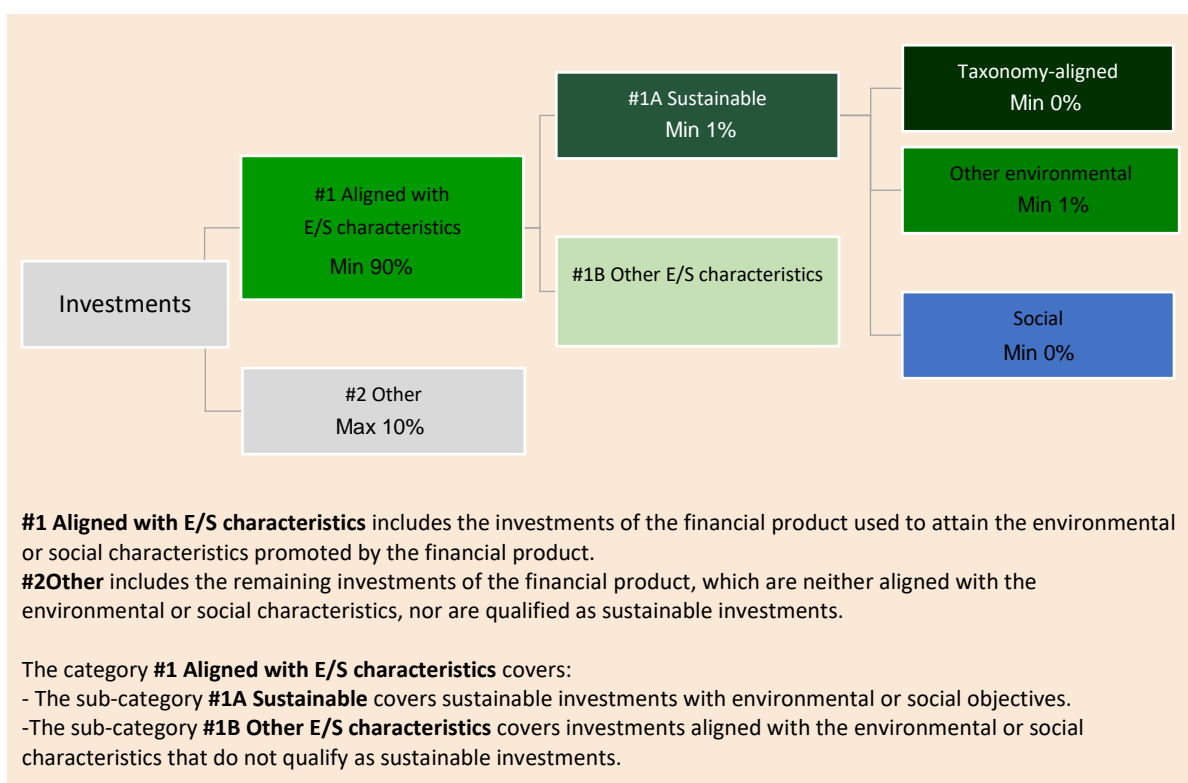 Investments
#1 Aligned with
E/S characteristics
Min 90%
#2 Other
Max 10%
#1A Sustainable
Min 1%
#1B Other E/S characteristics
Taxonomy-aligned
Min 0%
Other environmental
Min 1%
Social
Min 0%
#1 Aligned with E/S characteristics includes the investments of the financial product used to attain the environmental
or social characteristics promoted by the financial product.
#2Other includes the remaining investments of the financial product, which are neither aligned with the
environmental or social characteristics, nor are qualified as sustainable investments.
The category #1 Aligned with E/S characteristics covers:
- The sub-category #1A Sustainable covers sustainable investments with environmental or social objectives.
-The sub-category #1B Other E/S characteristics covers investments aligned with the environmental or social
characteristics that do not qualify as sustainable investments.